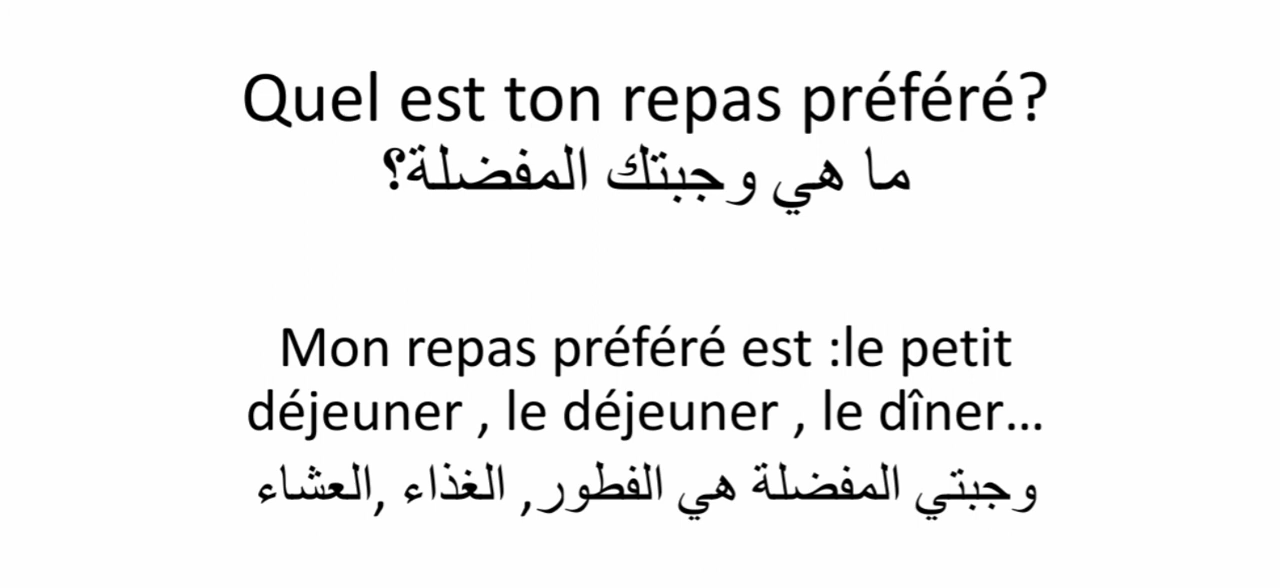 Quel est ton repas préféré?
ما هي وجبتك المفضلة؟
Mon repas préféré est :le petit
déjeuner , le déjeuner , le dîner...
وجبتي المفضلة هي الفطور, الغذاء ,العشاء